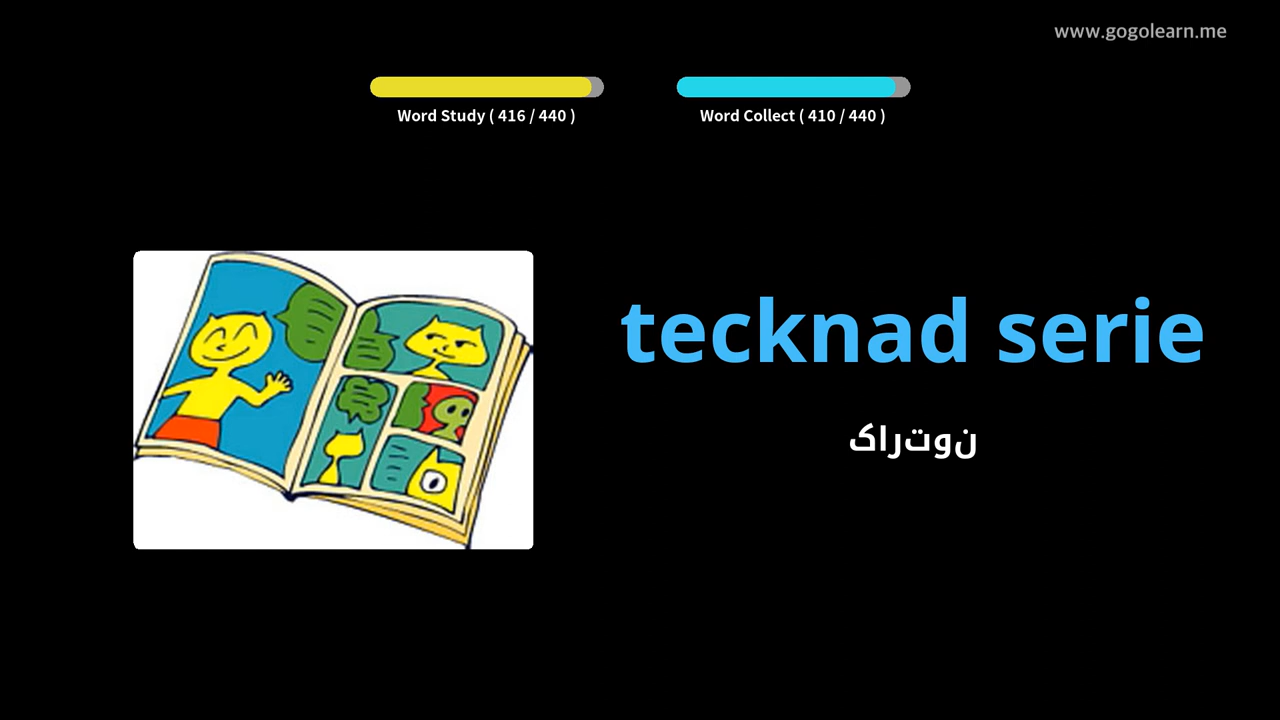 www.gogolearn.me
Word Study ( 416 / 440 )
Word Collect ( 410 / 440 )
tecknad serie
کارتون